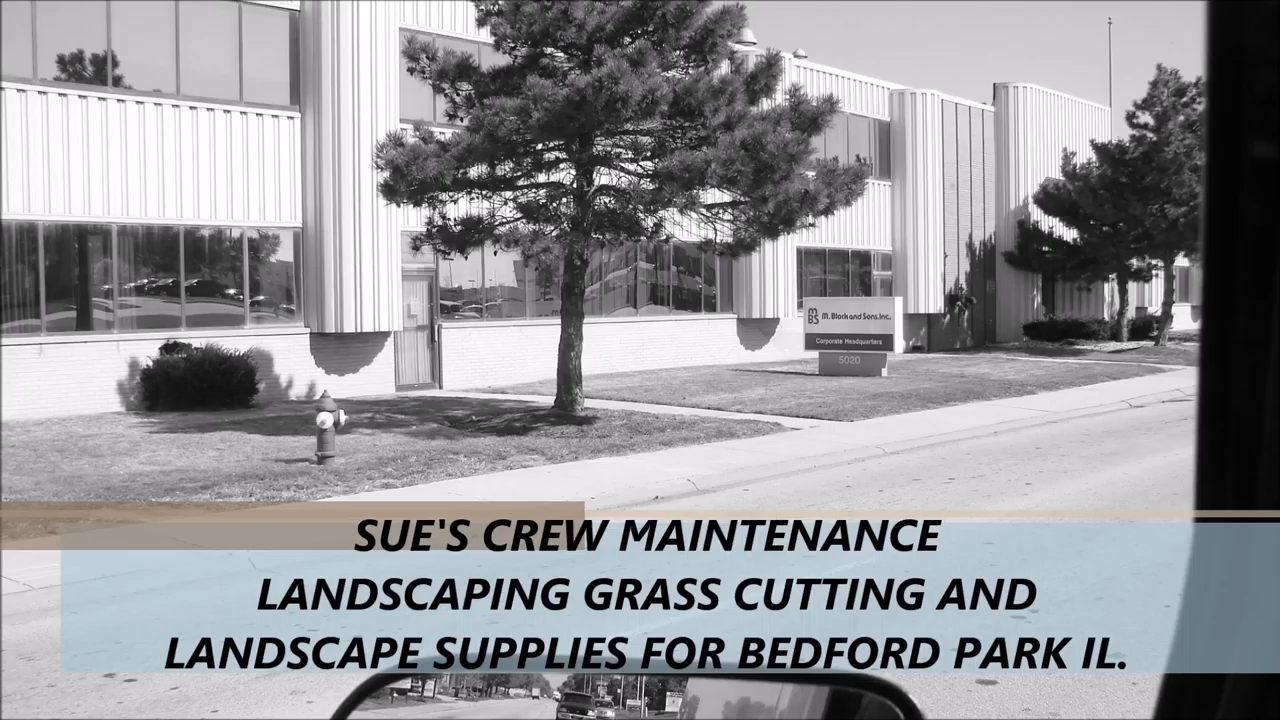 MBS M. Block and Sons, Inc.
Corporate Headquarters
5020
SUE'S CREW MAINTENANCE
LANDSCAPING GRASS CUTTING AND
LANDSCAPE SUPPLIES FOR BEDFORD PARK IL.